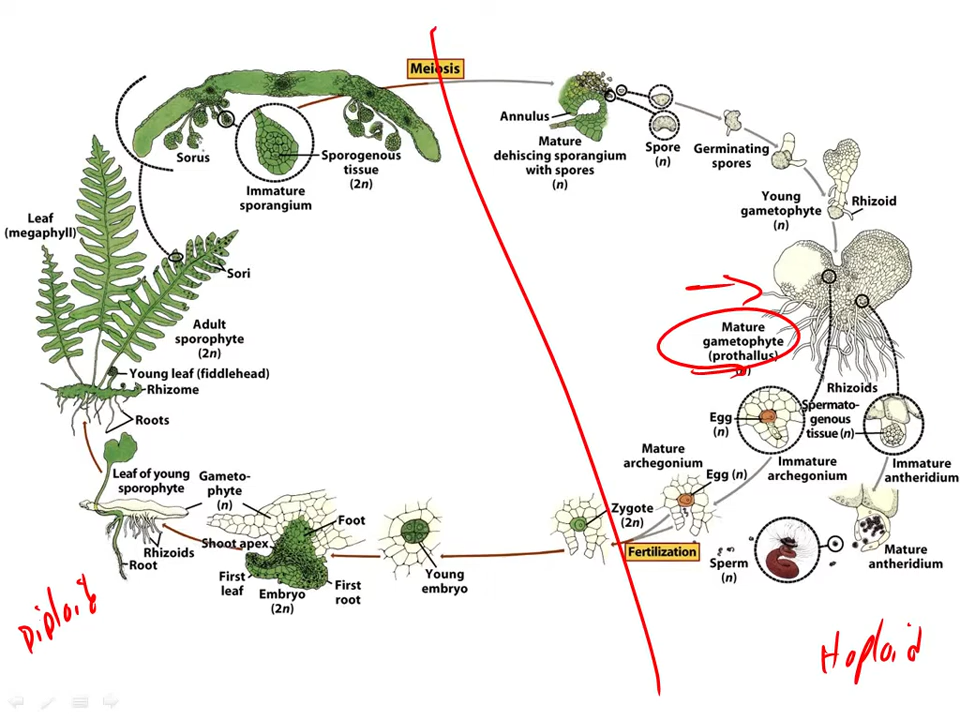 Meiosis
Annulus
Mature
dehiscing sporangium
with spores
(n)
Spore
(n)
Germinating
spores
Young
gametophyte
(n)
Rhizoid
Sorus
Sporogenous
tissue
(2n)
Immature
sporangium
Leaf
(megaphyll)
Sori
Adult
sporophyte
(2n)
Young leaf (fiddlehead)
Rhizome
Roots
Mature
gametophyte
(prothallus)
Rhizoids
Egg
(n)
Spermato-
genous
tissue (n)
Immature
archegonium
Immature
antheridium
Mature
archegonium
Egg (n)
Zygote
(2n)
Fertilization
Sperm
(n)
Mature
antheridium
Leaf of young
sporophyte
Gameto-
phyte
(n)
Foot
Shoot apex
Rhizoids
Root
First
leaf
Embryo
(2n)
First
root
Young
embryo
Diploid
Haploid